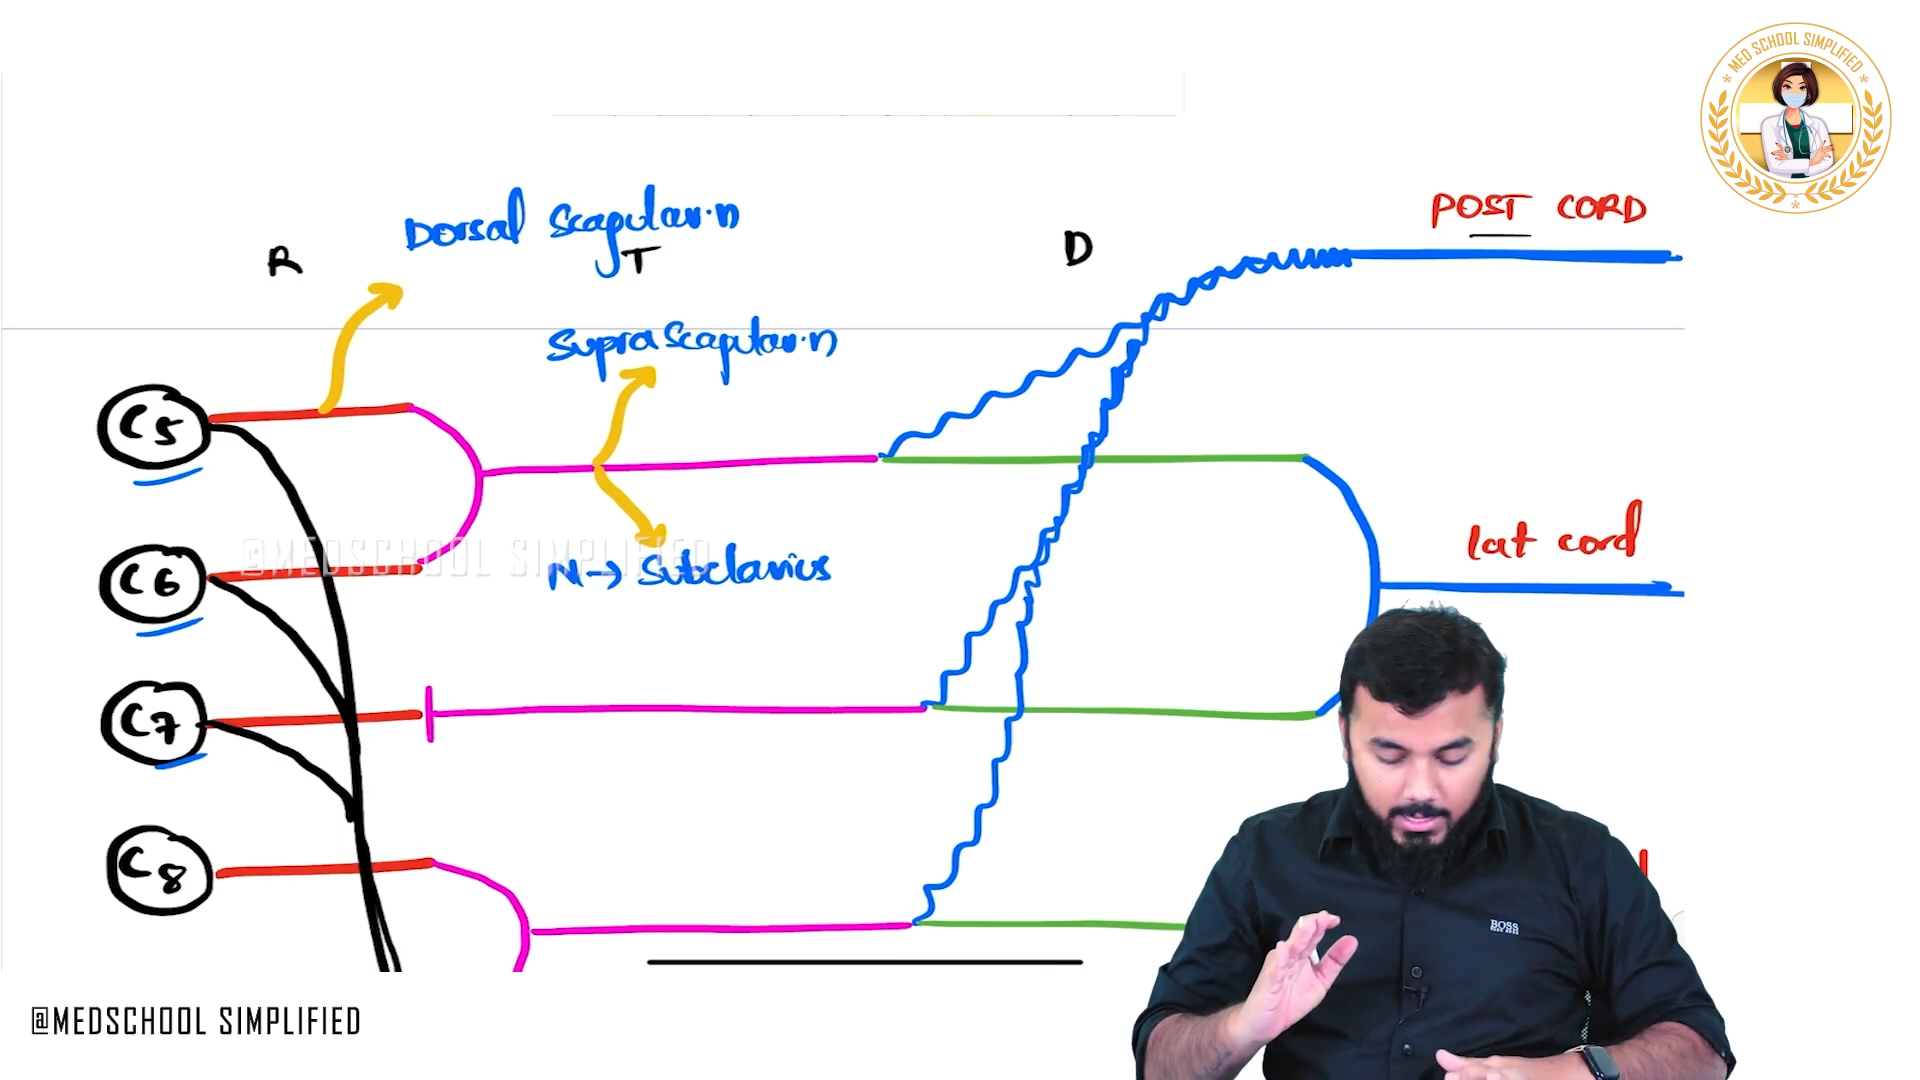 MED SCHOOL SIMPLIFIED
POST CORD
Dorsal Scapular.n
R
T
D
SupraScapular.n
C5
lat cord
@MEDSCHOOL SIMPLIFIED
C6
N→ Subclavius
C7
C8
BOSS
@MEDSCHOOL SIMPLIFIED